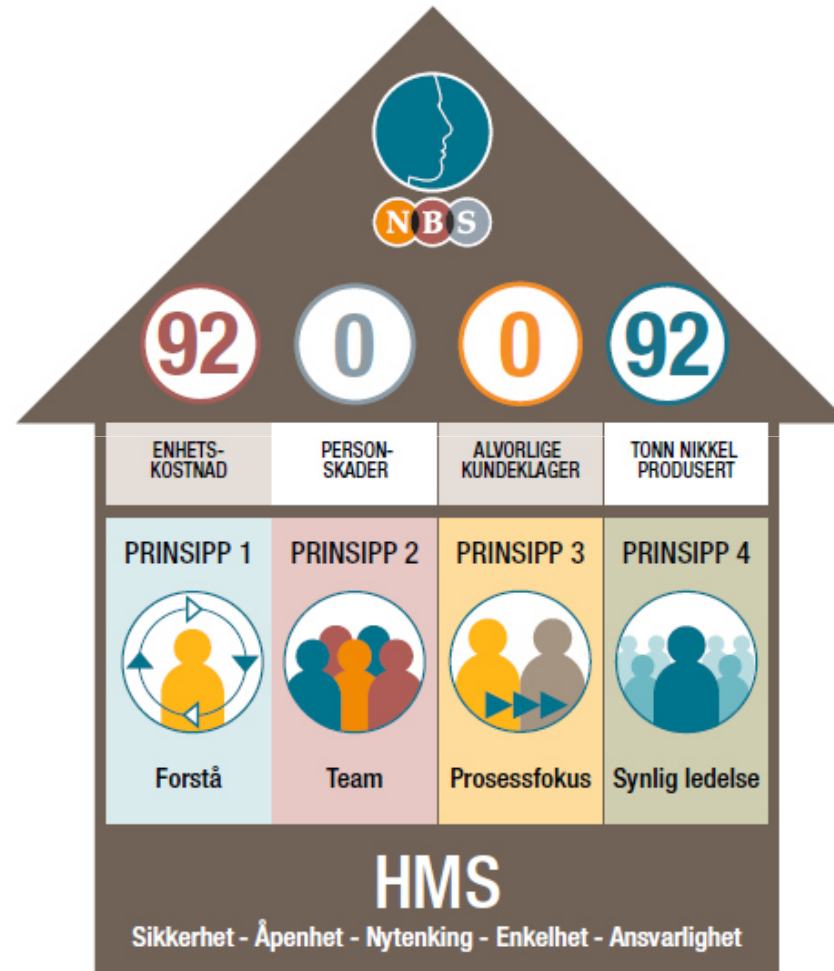 N B S
92 0 0 92
ENHETS-
KOSTNAD
PERSON-
SKADER
ALVORLIGE
KUNDEKLAGER
TONN NIKKEL
PRODUSERT
PRINSIPP 1 PRINSIPP 2 PRINSIPP 3 PRINSIPP 4
Forstå Team Prosessfokus Synlig ledelse
HMS
Sikkerhet - Åpenhet - Nytenking - Enkelhet - Ansvarlighet